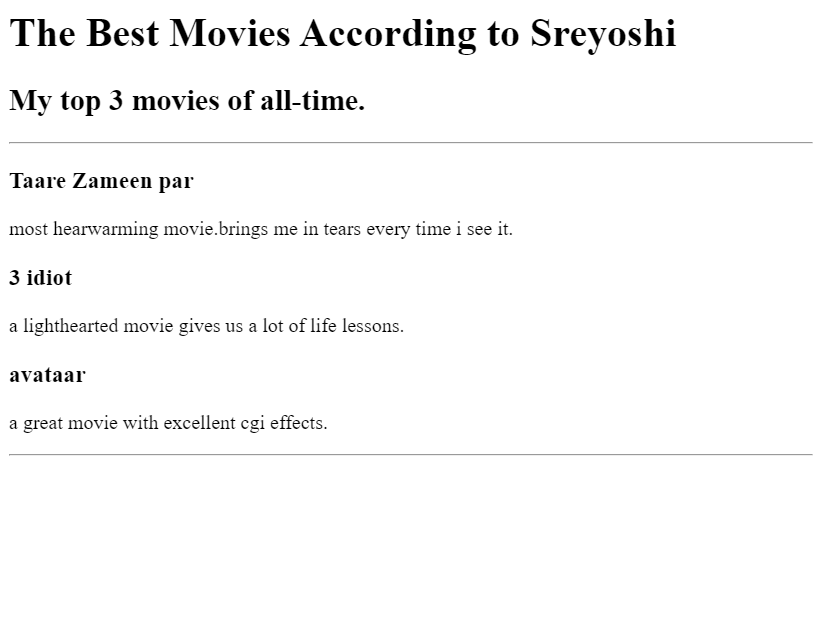 The Best Movies According to Sreyoshi
My top 3 movies of all-time.
Taare Zameen par
most hearwarming movie.brings me in tears every time i see it.
3 idiot
a lighthearted movie gives us a lot of life lessons.
avataar
a great movie with excellent cgi effects.